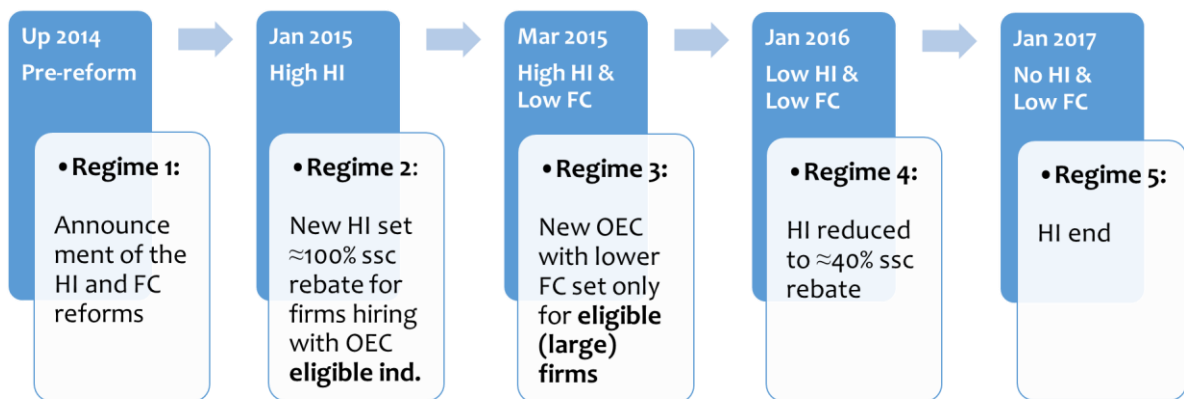 Up 2014
Pre-reform
• Regime 1:
Announce
ment of the
HI and FC
reforms
Jan 2015
High HI
• Regime 2:
New HI set
≈100% ssc
rebate for
firms hiring
with OEC
eligible ind.
Mar 2015
High HI &
Low FC
• Regime 3:
New OEC
with lower
FC set only
for eligible
(large)
firms
Jan 2016
Low HI &
Low FC
• Regime 4:
HI reduced
to ≈40% ssc
rebate
Jan 2017
No HI &
Low FC
• Regime 5:
HI end